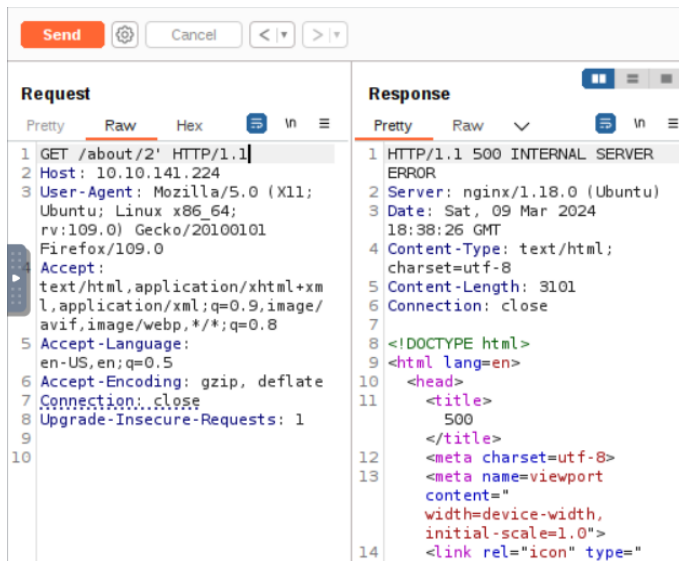 Send
Cancel
Request
Pretty Raw Hex \n
1 GET /about/2' HTTP/1.1
2 Host: 10.10.141.224
3 User-Agent: Mozilla/5.0 (X11;
Ubuntu; Linux x86_64;
rv:109.0) Gecko/20100101
Firefox/109.0
4 Accept:
text/html,application/xhtml+xm
l,application/xml;q=0.9,image/
avif,image/webp,*/*;q=0.8
5 Accept-Language:
en-US,en;q=0.5
6 Accept-Encoding: gzip, deflate
7 Connection: close
8 Upgrade-Insecure-Requests: 1
9
10
Response
Pretty Raw \n
1 HTTP/1.1 500 INTERNAL SERVER
ERROR
2 Server: nginx/1.18.0 (Ubuntu)
3 Date: Sat, 09 Mar 2024
18:38:26 GMT
4 Content-Type: text/html;
charset=utf-8
5 Content-Length: 3101
6 Connection: close
7
8 <!DOCTYPE html>
9 <html lang=en>
10 <head>
11 <title>
500
</title>
12 <meta charset=utf-8>
13 <meta name=viewport
content="
width=device-width,
initial-scale=1.0">
14 <link rel="icon" type="